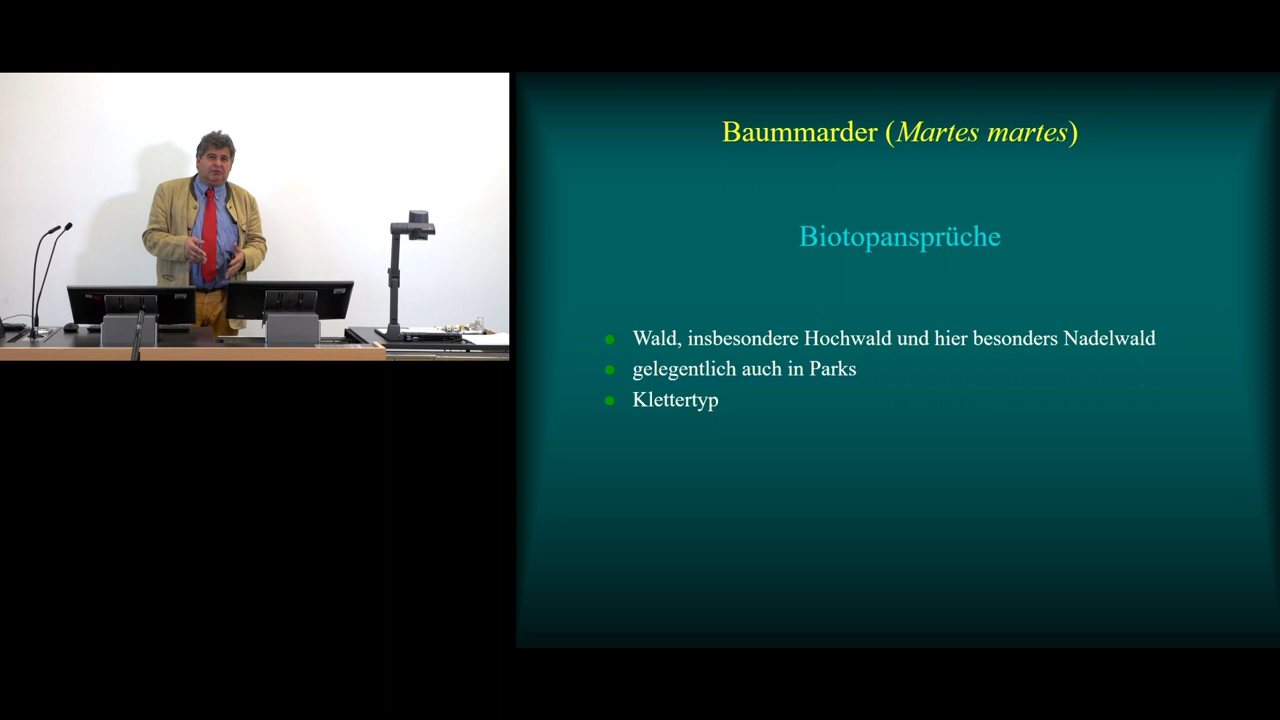 Baummarder (Martes martes)
Biotopansprüche
Wald, insbesondere Hochwald und hier besonders Nadelwald
gelegentlich auch in Parks
Klettertyp